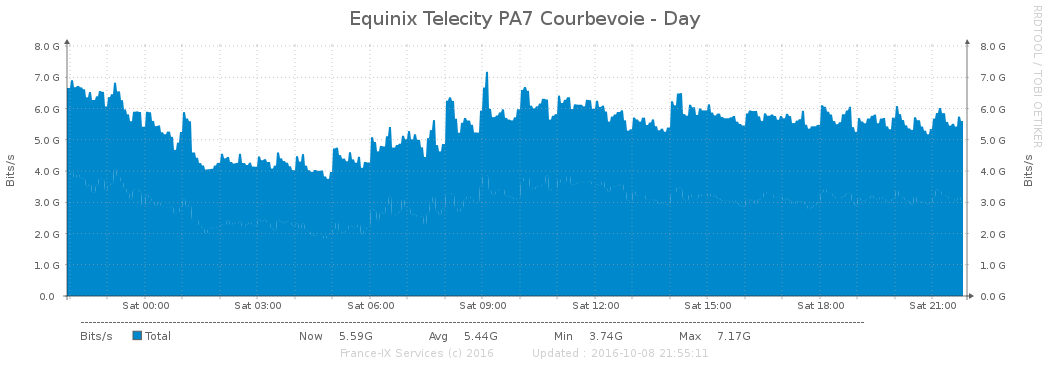 Equinix Telecity PA7 Courbevoie - Day
RRDTOOL / TOBI OETIKER
Bits/s
8.0 G 8.0 G
7.0 G 7.0 G
6.0 G 6.0 G
5.0 G 5.0 G
4.0 G 4.0 G
3.0 G 3.0 G
2.0 G 2.0 G
1.0 G 1.0 G
0.0 0.0 G
Bits/s
Sat 00:00 Sat 03:00 Sat 06:00 Sat 09:00 Sat 12:00 Sat 15:00 Sat 18:00 Sat 21:00
Bits/s Total Now 5.59G Avg 5.44G Min 3.74G Max 7.17G
France-IX Services (c) 2016 Updated : 2016-10-08 21:55:11